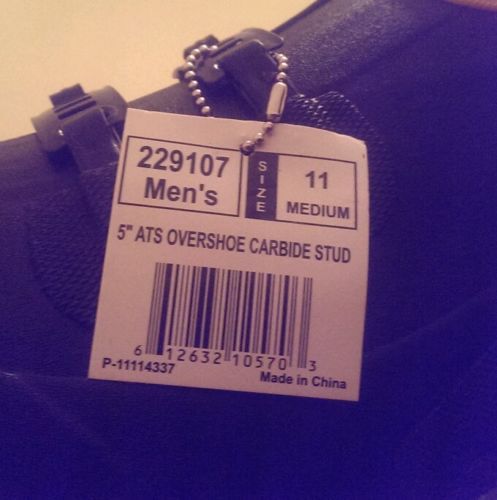 229107
Men's
SIZE
11
MEDIUM
5" ATS OVERSHOE CARBIDE STUD
6 12632 10570 3
P-11114337
Made in China